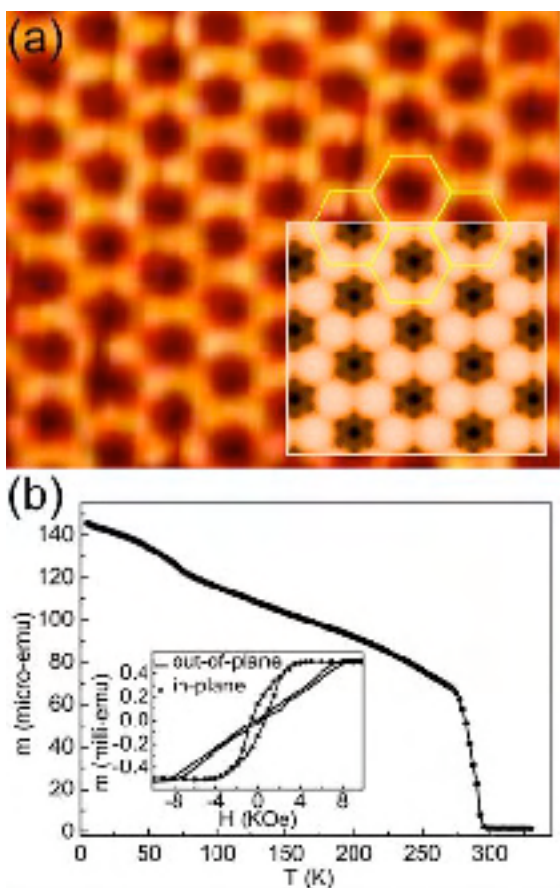 (a)
(b)
140
120
100
80
60
40
20
0
m (micro-emu)
0 50 100 150 200 250 300
T (K)
out-of-plane
in-plane
0.4
0.2
0.0
-0.2
-0.4
m (milli-emu)
-8 -4 0 4 8
H (KOe)